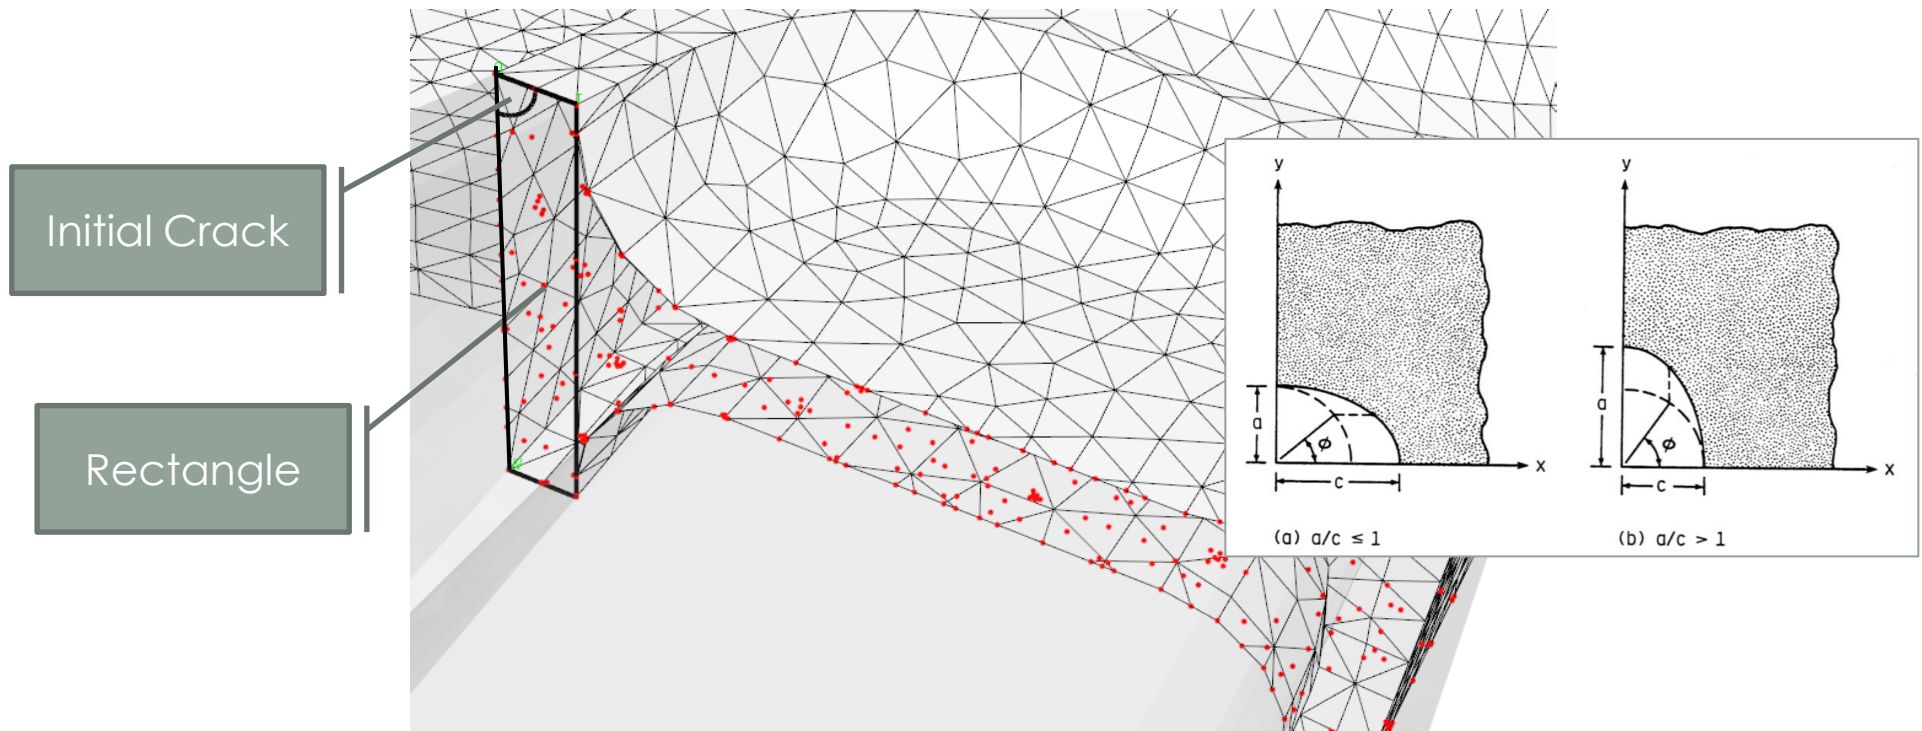 Initial Crack
Rectangle
y
a
ø
x
c
(a) a/c ≤ 1
y
a
ø
x
c
(b) a/c > 1